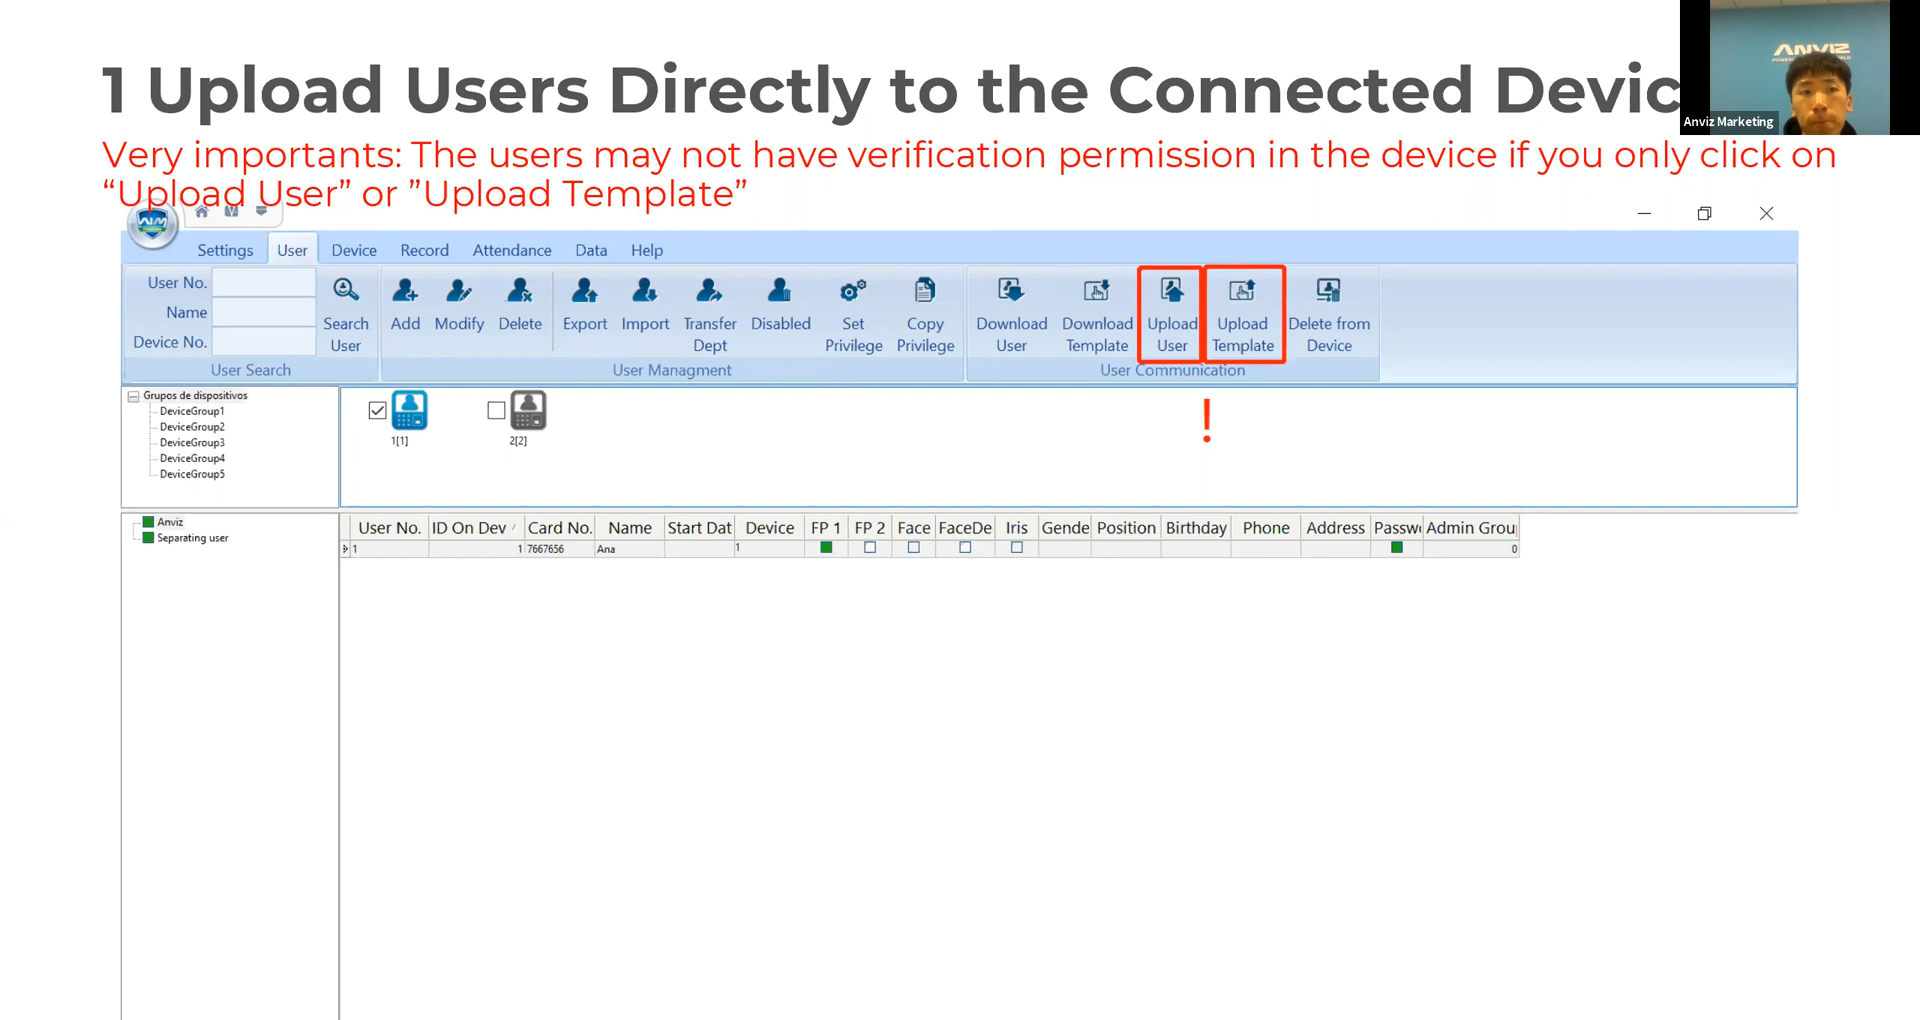 1 Upload Users Directly to the Connected Devic
ANVIZ
Anviz Marketing
Very importants: The users may not have verification permission in the device if you only click on
“Upload User” or ”Upload Template”
Settings User Device Record Attendance Data Help
User No.
Name
Device No.
Search User
Add
Modify
Delete
Export
Import
Transfer Dept
Disabled
Set Privilege
Copy Privilege
Download User
Download Template
Upload User
Upload Template
Delete from Device
User Search
User Managment
User Communication
Grupos de dispositivos
DeviceGroup1
DeviceGroup2
DeviceGroup3
DeviceGroup4
DeviceGroup5
1[1]
2[2]
!
Anviz
Separating user
User No. ID On Dev Card No. Name Start Dat Device FP 1 FP 2 Face FaceDe Iris Gende Position Birthday Phone Address Passw Admin Grou
1 1 7667656 Ana 1 0